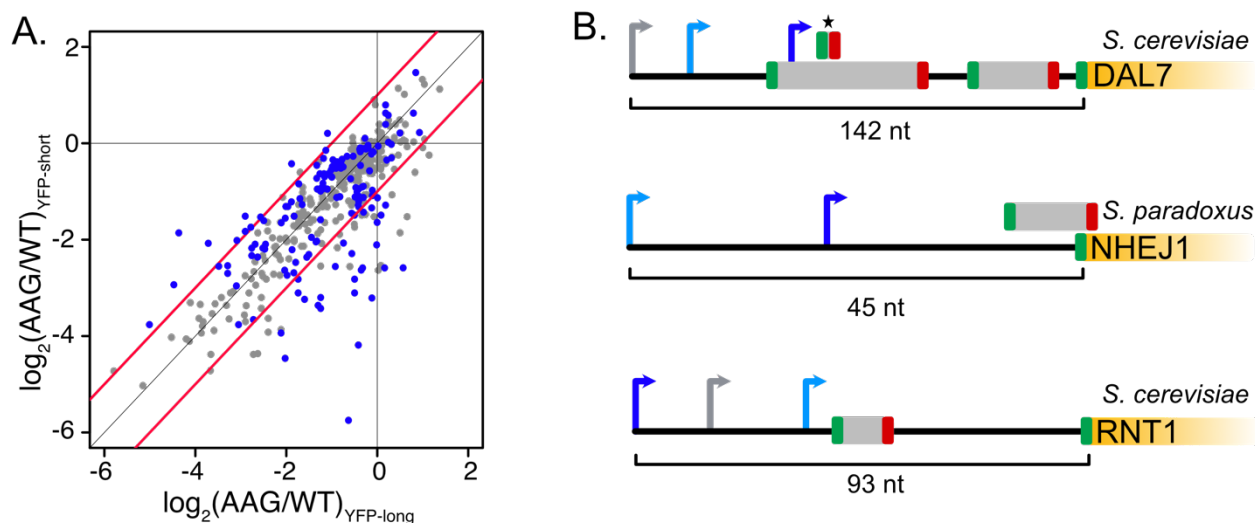 A.
2
0
-2
-4
-6
log2(AAG/WT)YFP-short
-6 -4 -2 0 2
log2(AAG/WT)YFP-long
B.
S. cerevisiae
DAL7
142 nt
S. paradoxus
NHEJ1
45 nt
S. cerevisiae
RNT1
93 nt